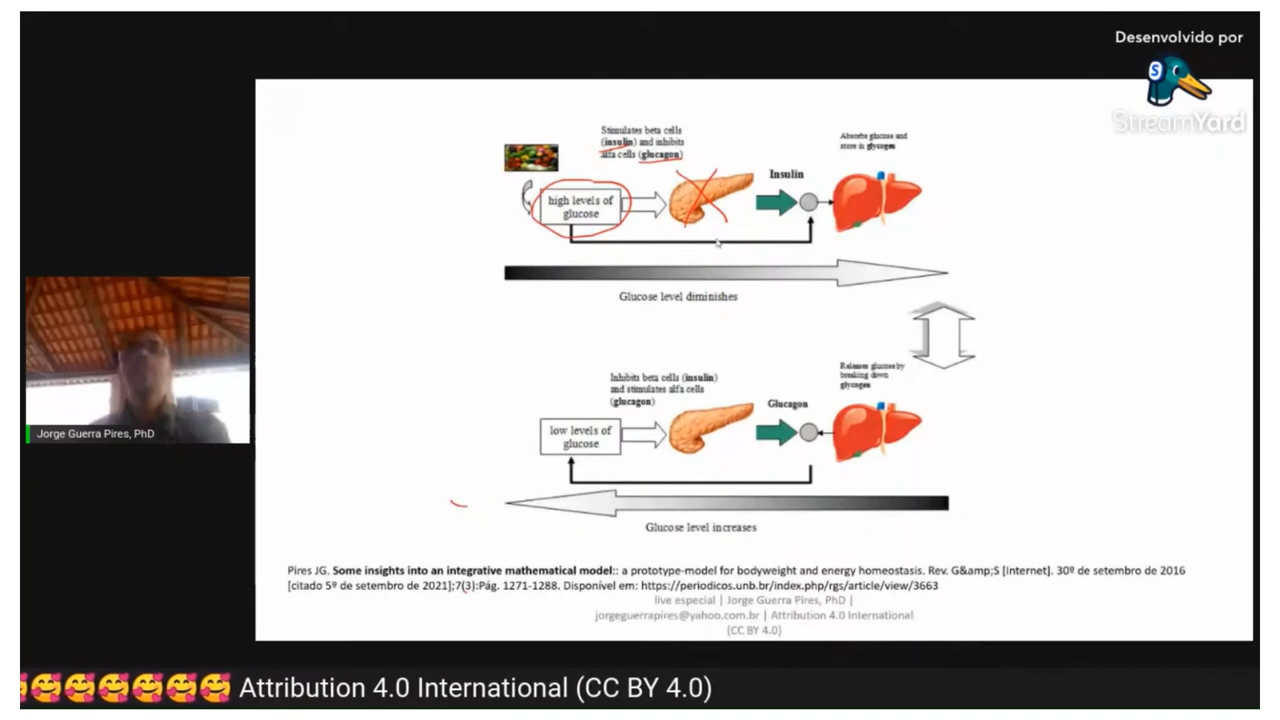 Desenvolvido por
S
StreamYard
Stimulates beta cells
(insulin) and inhibits
alfa cells (glucagon)
Absorbs glucose and
store in glycogen
Insulin
high levels of
glucose
Glucose level diminishes
Inhibits beta cells (insulin)
and stimulates alfa cells
(glucagon)
Releases glucose by
breaking down
glycogen
Glucagon
low levels of
glucose
Glucose level increases
Jorge Guerra Pires, PhD
Pires JG. Some insights into an integrative mathematical model:: a prototype-model for bodyweight and energy homeostasis. Rev. G&amp;S [Internet]. 30º de setembro de 2016
[citado 5º de setembro de 2021];7(3):Pág. 1271-1288. Disponível em: https://periodicos.unb.br/index.php/rgs/article/view/3663
live especial | Jorge Guerra Pires, PhD |
jorgeguerrapires@yahoo.com.br | Attribution 4.0 International
(CC BY 4.0)
🥰🥰🥰🥰🥰🥰 Attribution 4.0 International (CC BY 4.0)